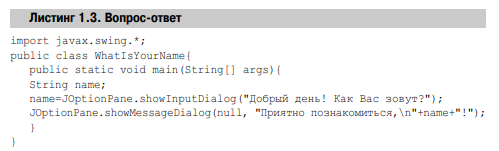 Листинг 1.3. Вопрос-ответ
import javax.swing.*;
public class WhatIsYourName{
public static void main(String[] args){
String name;
name=JOptionPane.showInputDialog("Добрый день! Как Вас зовут?");
JOptionPane.showMessageDialog(null, "Приятно познакомиться,\n"+name+"!");
}
}